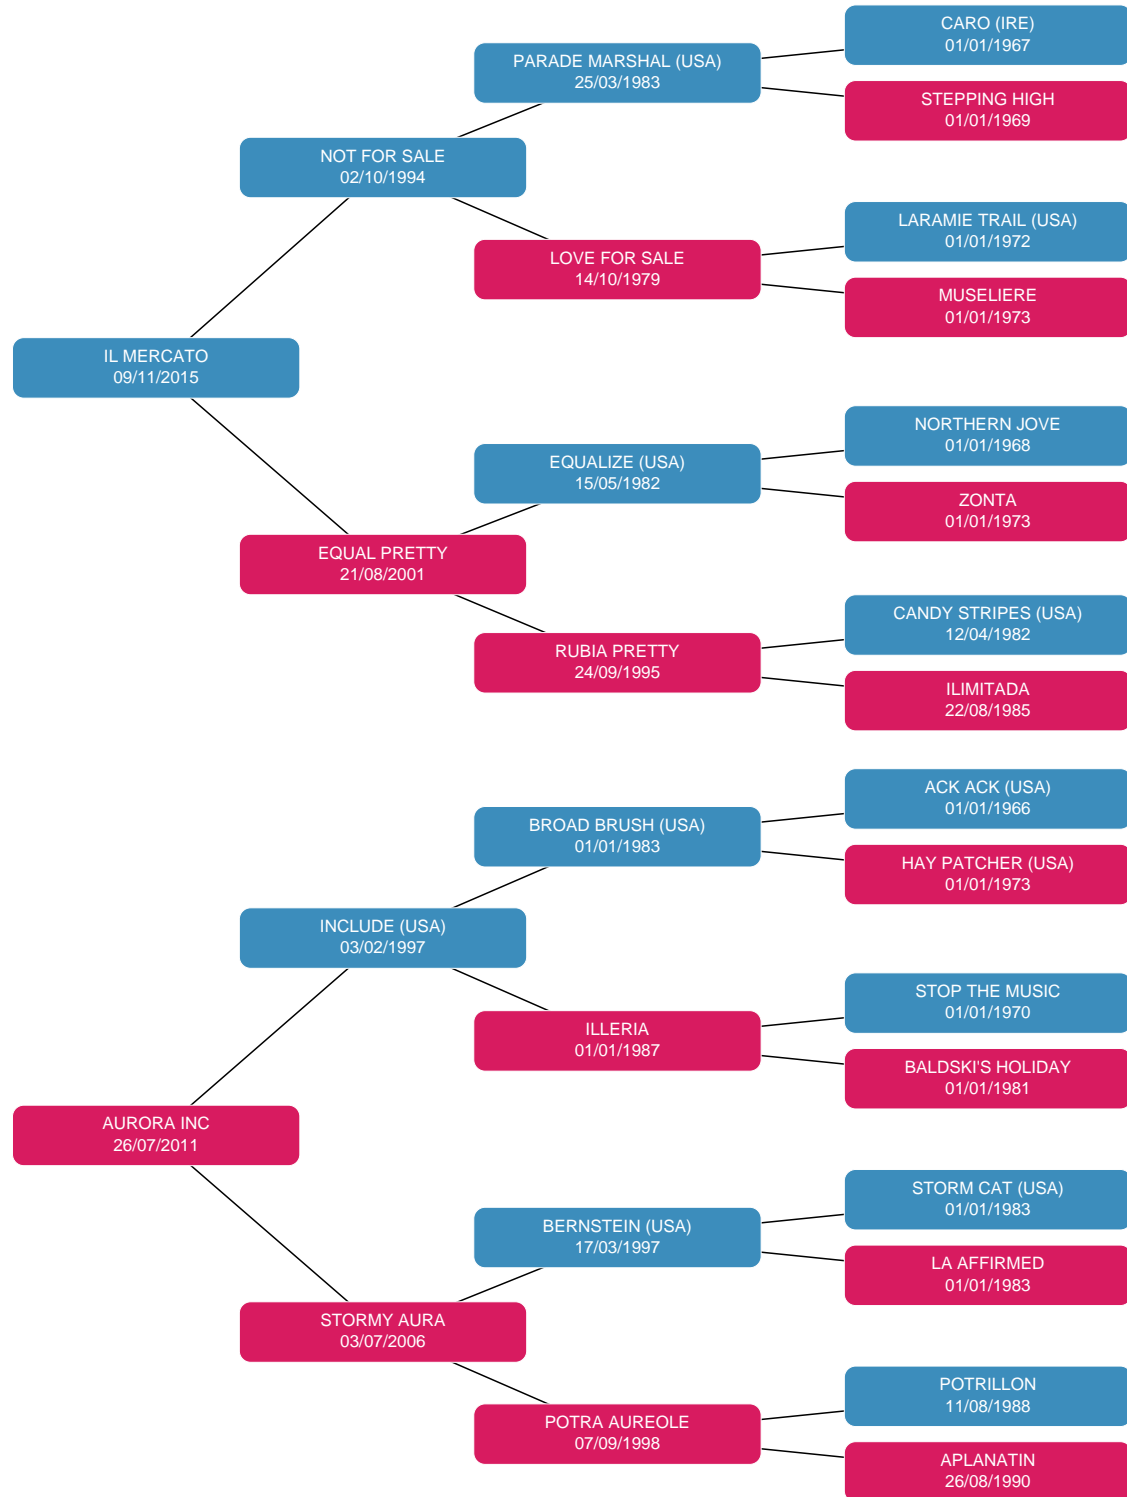 CARO (IRE)
01/01/1967
PARADE MARSHAL (USA)
25/03/1983
STEPPING HIGH
01/01/1969
NOT FOR SALE
02/10/1994
LARAMIE TRAIL (USA)
01/01/1972
LOVE FOR SALE
14/10/1979
MUSELIERE
01/01/1973
IL MERCATO
09/11/2015
NORTHERN JOVE
01/01/1968
EQUALIZE (USA)
15/05/1982
ZONTA
01/01/1973
EQUAL PRETTY
21/08/2001
CANDY STRIPES (USA)
12/04/1982
RUBIA PRETTY
24/09/1995
ILIMITADA
22/08/1985
ACK ACK (USA)
01/01/1966
BROAD BRUSH (USA)
01/01/1983
HAY PATCHER (USA)
01/01/1973
INCLUDE (USA)
03/02/1997
STOP THE MUSIC
01/01/1970
ILLERIA
01/01/1987
BALDSKI'S HOLIDAY
01/01/1981
AURORA INC
26/07/2011
STORM CAT (USA)
01/01/1983
BERNSTEIN (USA)
17/03/1997
LA AFFIRMED
01/01/1983
STORMY AURA
03/07/2006
POTRILLON
11/08/1988
POTRA AUREOLE
07/09/1998
APLANATIN
26/08/1990